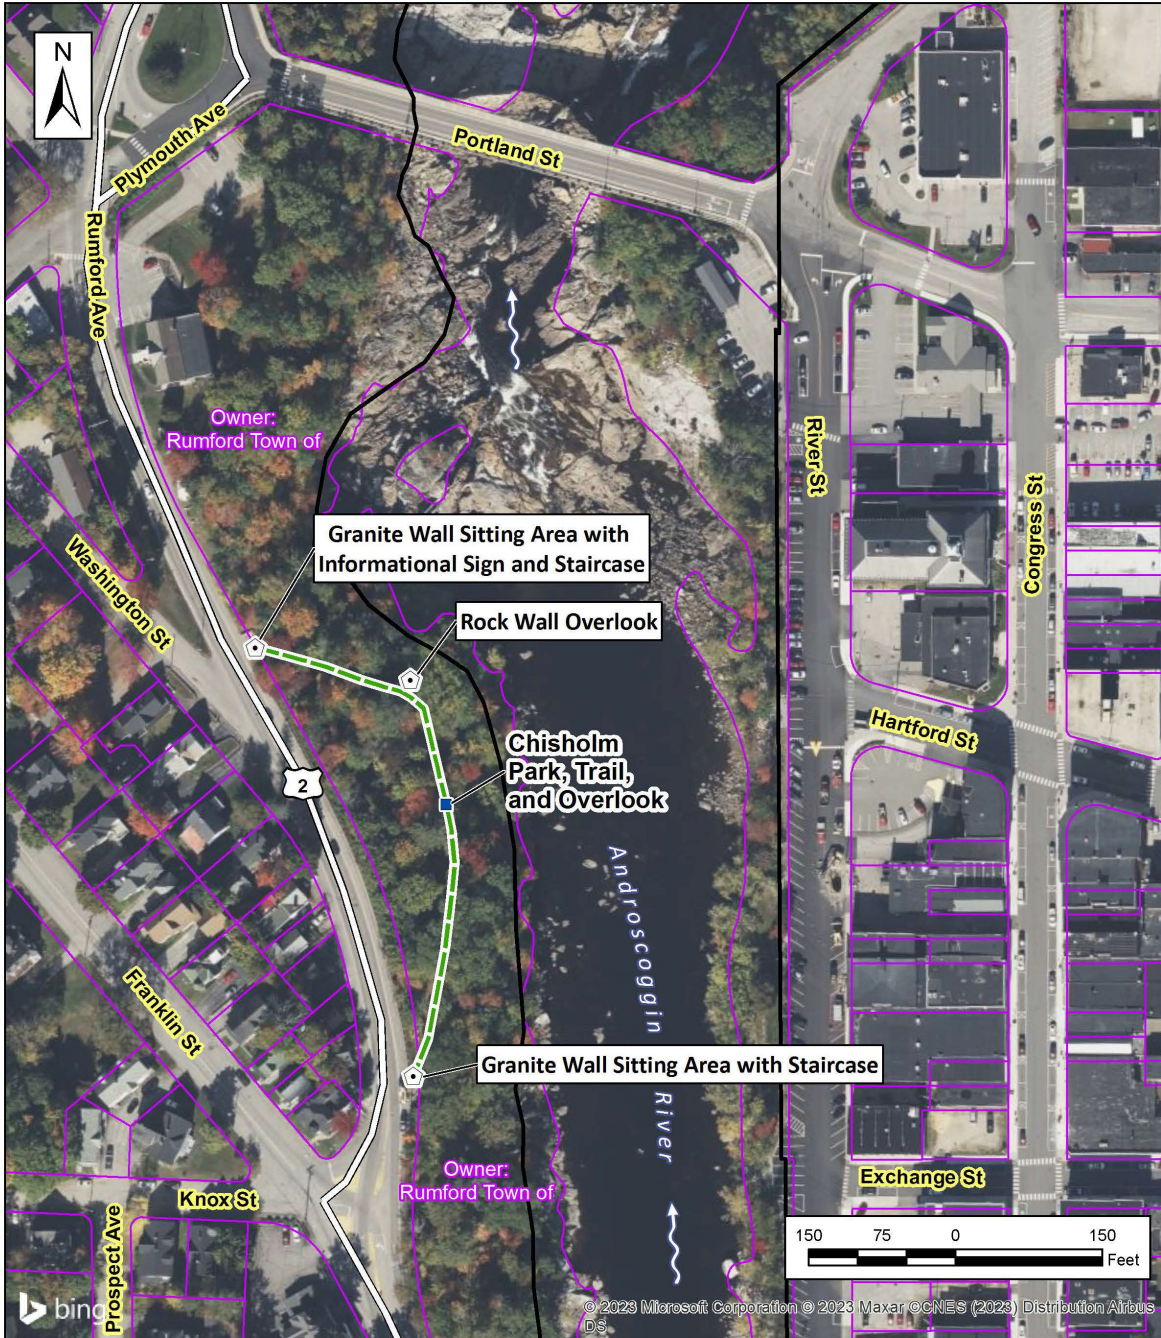 N
Portland St
Plymouth Ave
Rumford Ave
Owner:
Rumford Town of
River St
Congress St
Granite Wall Sitting Area with
Informational Sign and Staircase
Washington St
Rock Wall Overlook
Hartford St
2
Chisholm
Park, Trail,
and Overlook
Androscoggin River
Franklin St
Granite Wall Sitting Area with Staircase
Owner:
Rumford Town of
Exchange St
Knox St
Prospect Ave
150 75 0 150
Feet
bing
© 2023 Microsoft Corporation © 2023 Maxar ©CNES (2023) Distribution Airbus
DS